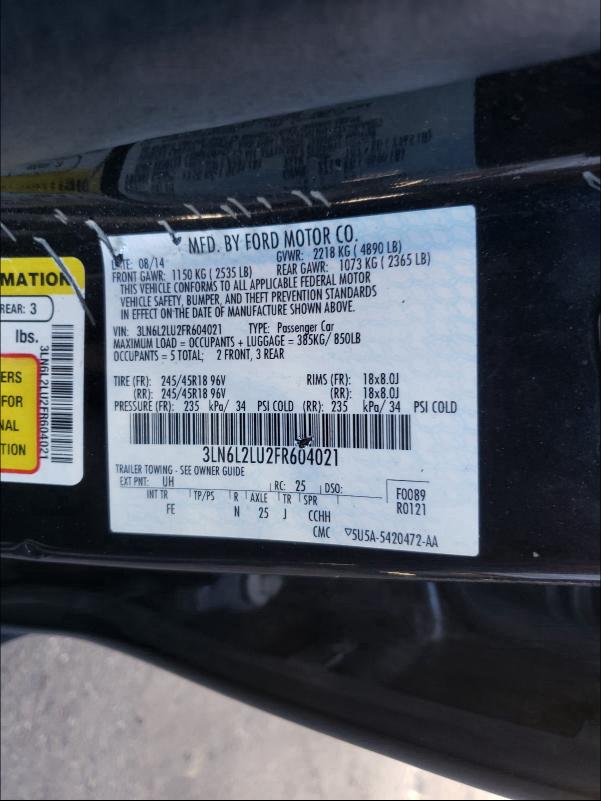 MFD. BY FORD MOTOR CO.
DATE: 08/14 GVWR: 2218 KG ( 4890 LB)
FRONT GAWR: 1150 KG ( 2535 LB) REAR GAWR: 1073 KG ( 2365 LB)
THIS VEHICLE CONFORMS TO ALL APPLICABLE FEDERAL MOTOR
VEHICLE SAFETY, BUMPER, AND THEFT PREVENTION STANDARDS
IN EFFECT ON THE DATE OF MANUFACTURE SHOWN ABOVE.
VIN: 3LN6L2LU2FR604021 TYPE: Passenger Car
MAXIMUM LOAD = OCCUPANTS + LUGGAGE = 385KG/ 850LB
OCCUPANTS = 5 TOTAL; 2 FRONT, 3 REAR
TIRE (FR): 245/45R18 96V RIMS (FR): 18x8.0J
(RR): 245/45R18 96V (RR): 18x8.0J
PRESSURE (FR): 235 kPa/ 34 PSI COLD (RR): 235 kPa/ 34 PSI COLD
3LN6L2LU2FR604021
TRAILER TOWING - SEE OWNER GUIDE
EXT PNT: UH RC: 25 DSO: F0089
INT TR TP/PS R AXLE TR SPR R0121
FE N 25 J CCHH
CMC ▽5U5A-5420472-AA
MATION
REAR: 3
lbs.
ERS
FOR
NAL
TION
3LN6L2LU2FR604021